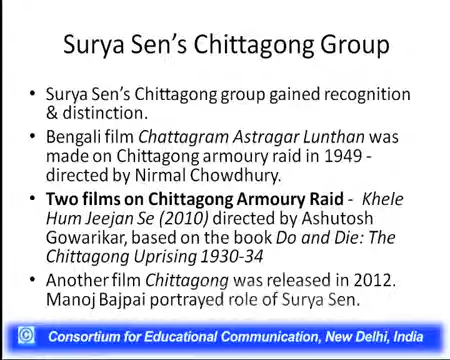 Surya Sen's Chittagong Group
• Surya Sen's Chittagong group gained recognition
& distinction.
• Bengali film Chattagram Astragar Lunthan was
made on Chittagong armoury raid in 1949 -
directed by Nirmal Chowdhury.
• Two films on Chittagong Armoury Raid - Khele
Hum Jeejan Se (2010) directed by Ashutosh
Gowarikar, based on the book Do and Die: The
Chittagong Uprising 1930-34
• Another film Chittagong was released in 2012.
Manoj Bajpai portrayed role of Surya Sen.
© Consortium for Educational Communication, New Delhi, India